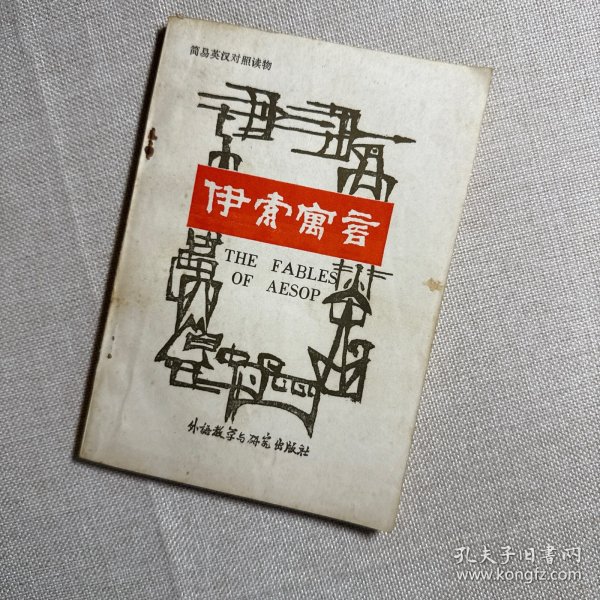 简易英汉对照读物
伊索寓言
THE FABLES
OF AESOP
外语教学与研究出版社
孔夫子旧书网
www.kongfz.com